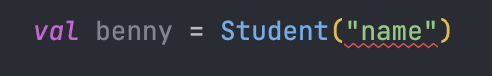 val benny = Student("name")